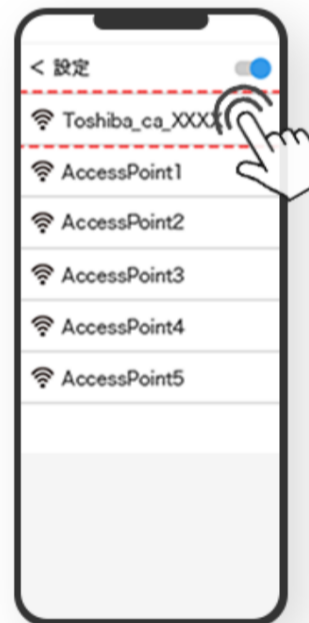 < 設定
Toshiba_ca_XXXX
AccessPoint1
AccessPoint2
AccessPoint3
AccessPoint4
AccessPoint5